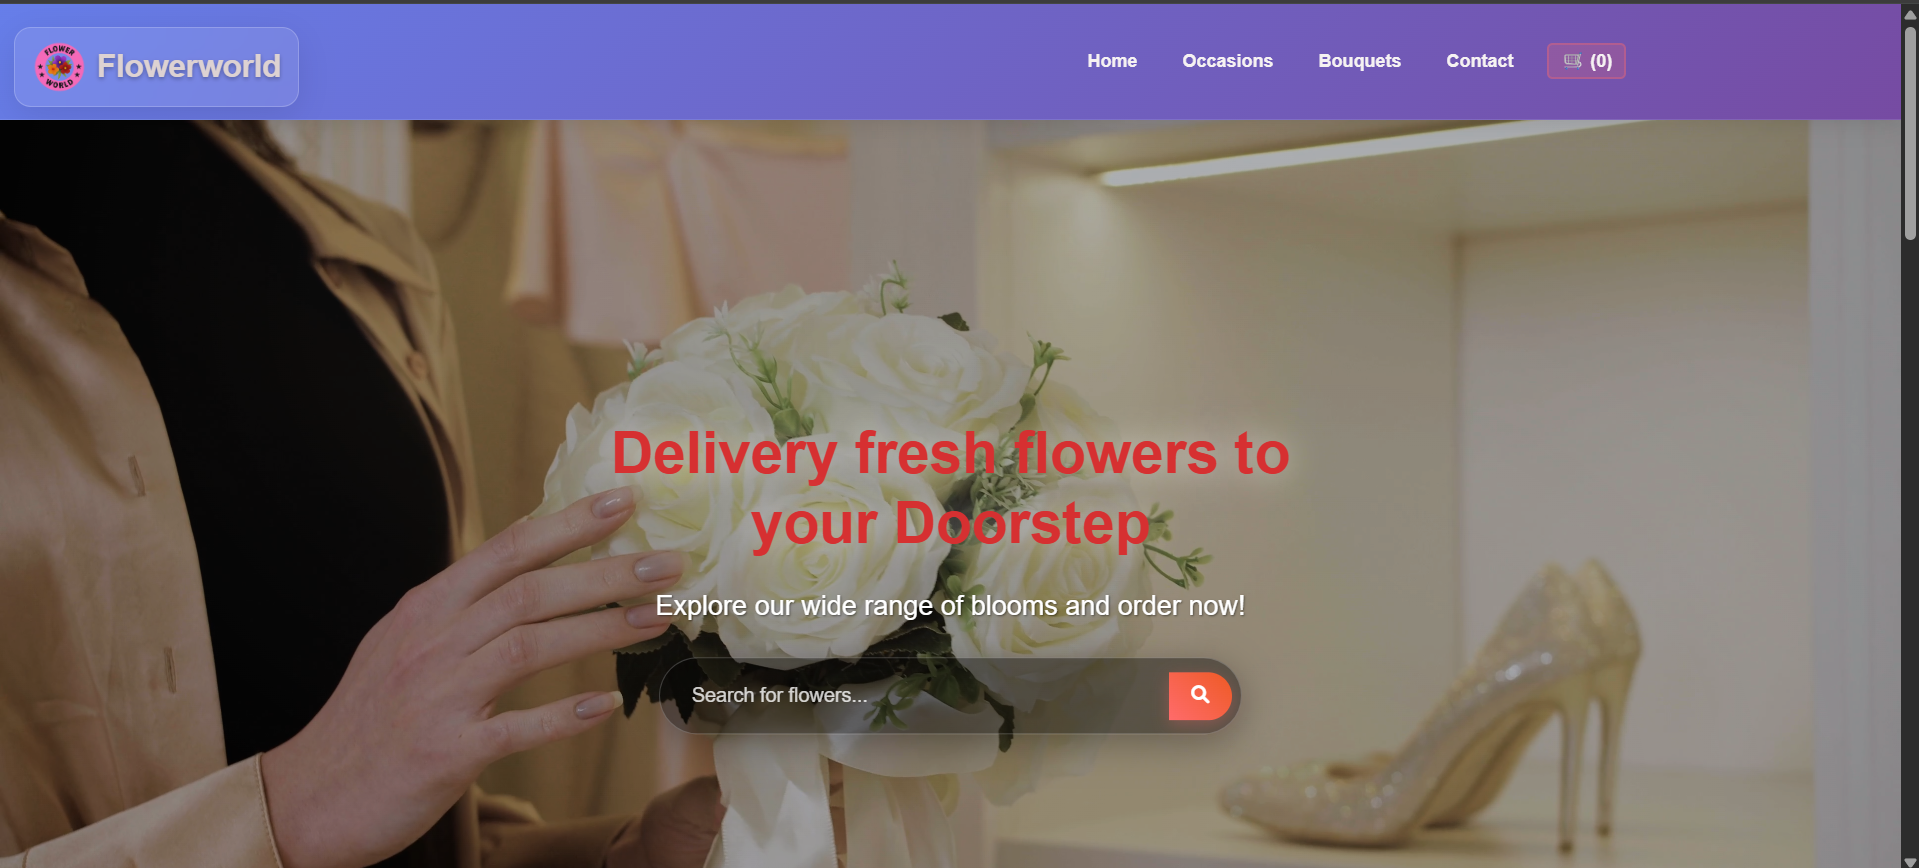 FLOWER
WORLD
Flowerworld
Home
Occasions
Bouquets
Contact
(0)
Delivery fresh flowers to
your Doorstep
Explore our wide range of blooms and order now!
Search for flowers...